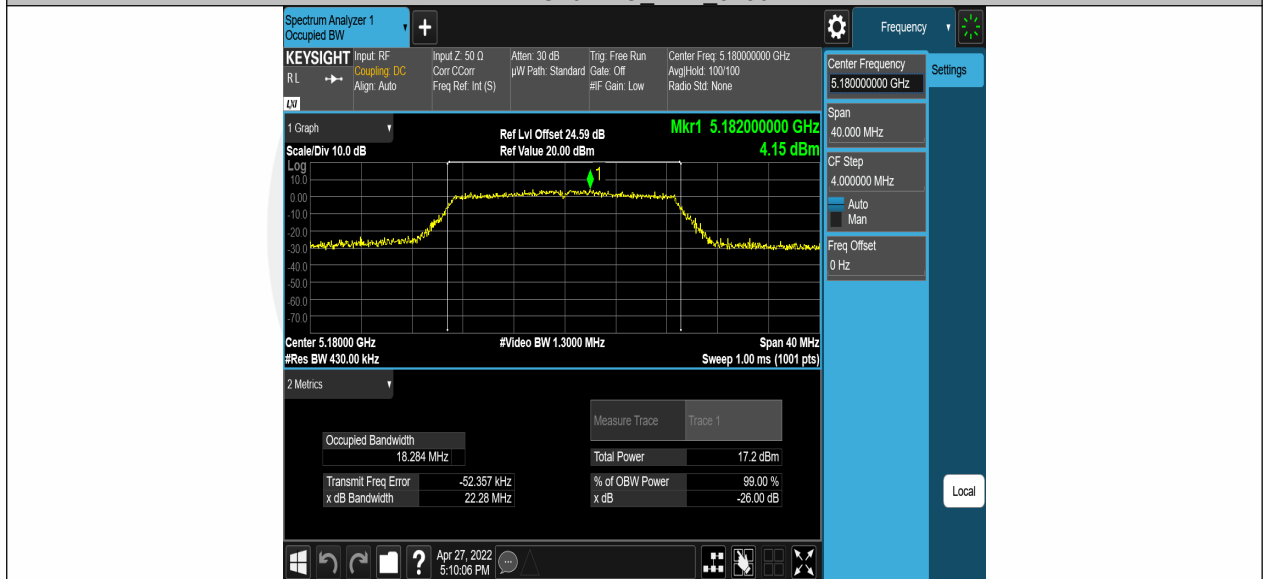 Spectrum Analyzer 1
Occupied BW
+
Frequency
KEYSIGHT
RL
LXI
Input: RF
Coupling: DC
Align: Auto
Input Z: 50 Ω
Corr CCorr
Freq Ref: Int (S)
Atten: 30 dB
µW Path: Standard
Trig: Free Run
Gate: Off
#IF Gain: Low
Center Freq: 5.180000000 GHz
Avg|Hold: 100/100
Radio Std: None
Center Frequency
5.180000000 GHz
Settings
Span
40.000 MHz
CF Step
4.000000 MHz
Auto
Man
Freq Offset
0 Hz
Local
1 Graph
Scale/Div 10.0 dB
Ref Lvl Offset 24.59 dB
Ref Value 20.00 dBm
Mkr1 5.182000000 GHz
4.15 dBm
Log
10.0
0.00
-10.0
-20.0
-30.0
-40.0
-50.0
-60.0
-70.0
1
Center 5.18000 GHz
#Res BW 430.00 kHz
#Video BW 1.3000 MHz
Span 40 MHz
Sweep 1.00 ms (1001 pts)
2 Metrics
Measure Trace Trace 1
Occupied Bandwidth
18.284 MHz
Total Power 17.2 dBm
Transmit Freq Error -52.357 kHz
% of OBW Power 99.00 %
x dB Bandwidth 22.28 MHz
x dB -26.00 dB
?
Apr 27, 2022
5:10:06 PM